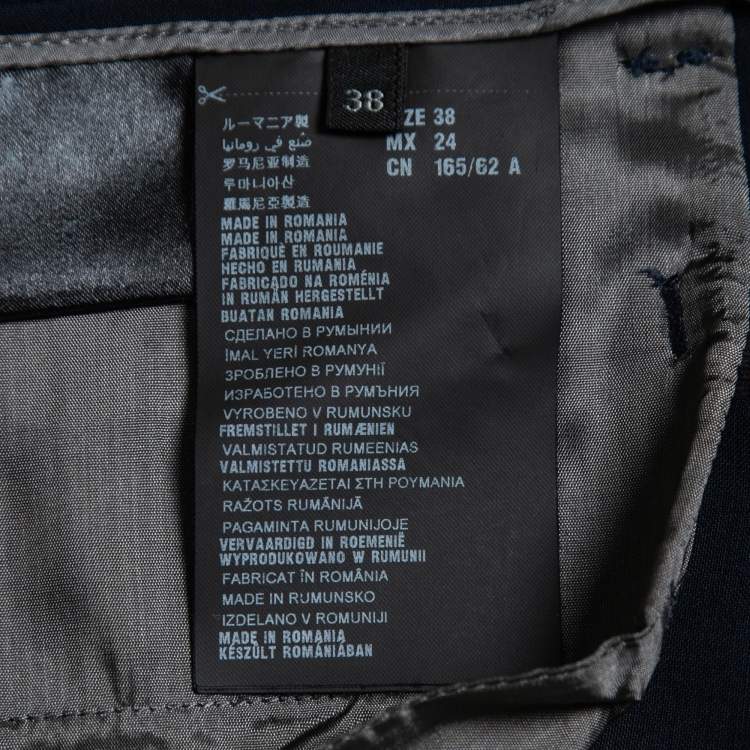 38
ZE 38
MX 24
CN 165/62 A
ルーマニア製
صُنع في رومانيا
罗马尼亚制造
루마니아산
羅馬尼亞製造
MADE IN ROMANIA
MADE IN ROMANIA
FABRIQUÉ EN ROUMANIE
HECHO EN RUMANIA
FABRICADO NA ROMÉNIA
IN RUMÄN HERGESTELLT
BUATAN ROMANIA
СДЕЛАНО В РУМЫНИИ
İMAL YERİ ROMANYA
ЗРОБЛЕНО В РУМУНІЇ
ИЗРАБОТЕНО В РУМЪНИЯ
VYROBENO V RUMUNSKU
FREMSTILLET I RUMÆNIEN
VALMISTATUD RUMEENIAS
VALMISTETTU ROMANIASSA
ΚΑΤΑΣΚΕΥΑΖΕΤΑΙ ΣΤΗ ΡΟΥΜΑΝΙΑ
RAŽOTS RUMĀNIJĀ
PAGAMINTA RUMUNIJOJE
VERVAARDIGD IN ROEMENIË
WYPRODUKOWANO W RUMUNII
FABRICAT ÎN ROMÂNIA
MADE IN RUMUNSKO
IZDELANO V ROMUNIJI
MADE IN ROMANIA
KÉSZÜLT ROMÁNIÁBAN